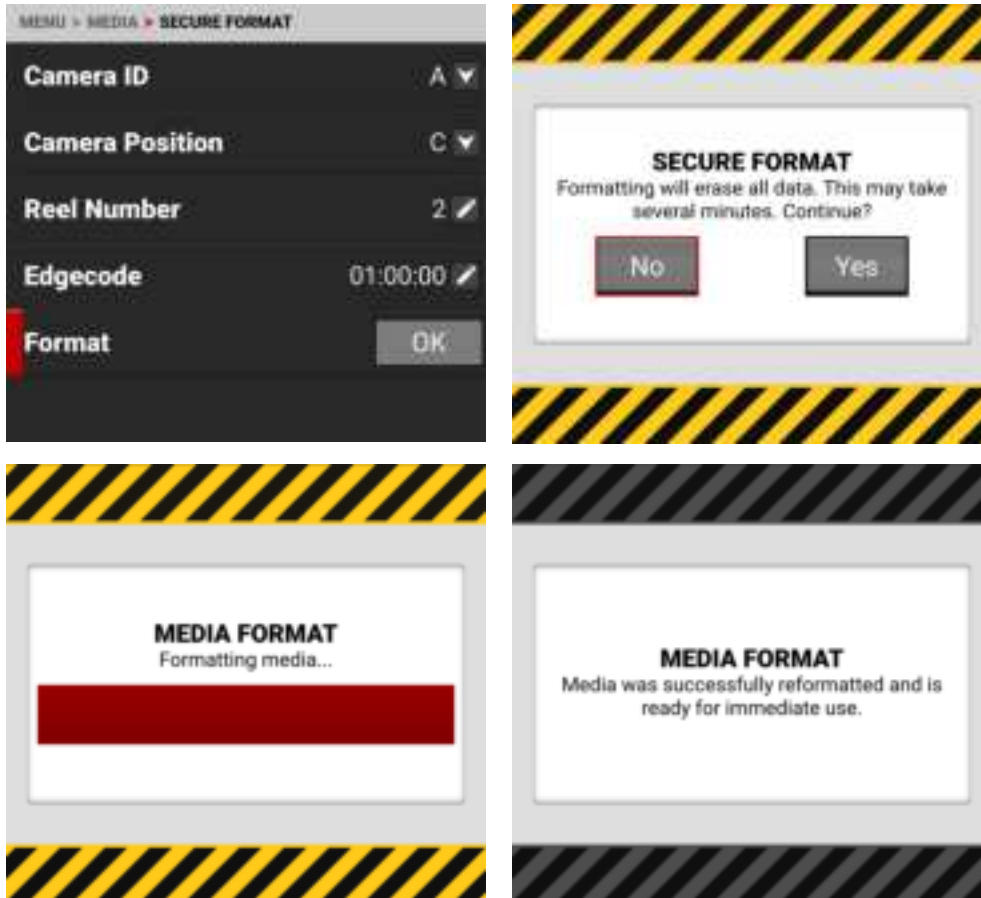 MENU > MEDIA > SECURE FORMAT
Camera ID A
Camera Position C
Reel Number 2
Edgecode 01:00:00
Format OK
SECURE FORMAT
Formatting will erase all data. This may take
several minutes. Continue?
No Yes
MEDIA FORMAT
Formatting media...
MEDIA FORMAT
Media was successfully reformatted and is
ready for immediate use.